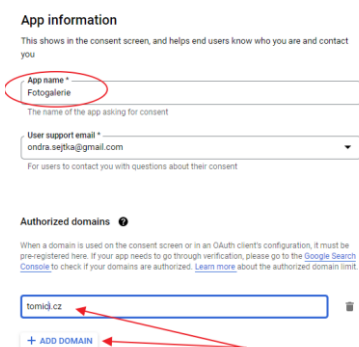 App information
This shows in the consent screen, and helps end users know who you are and contact
you
App name *
Fotogalerie
The name of the app asking for consent
User support email *
ondra.sejtka@gmail.com
For users to contact you with questions about their consent
Authorized domains ?
When a domain is used on the consent screen or in an OAuth client's configuration, it must be
pre-registered here. If your app needs to go through verification, please go to the Google Search
Console to check if your domains are authorized. Learn more about the authorized domain limit.
+ ADD DOMAIN